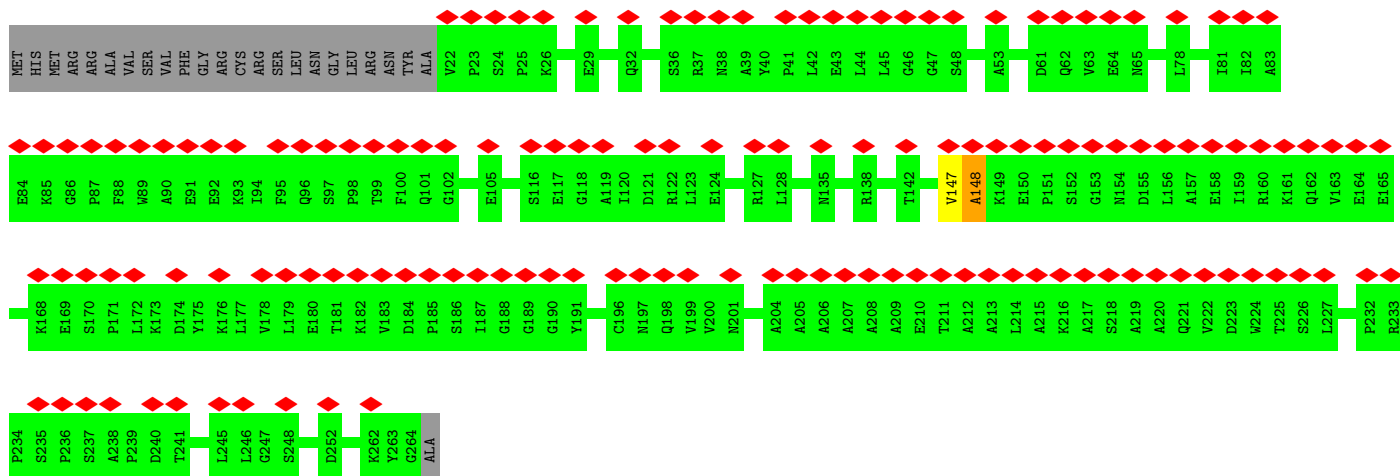 MET HIS MET ARG ARG ALA VAL SER VAL PHE GLY ARG CYS ARG SER LEU ASN GLY LEU ARG ASN TYR ALA V22 P23 S24 P25 K26 E29 Q32 S36 R37 N38 A39 Y40 P41 L42 E43 L44 L45 G46 G47 S48 A53 D61 Q62 V63 E64 N65 L78 I81 I82 A83
E84 K85 G86 P87 F88 W89 A90 E91 E92 K93 I94 F95 Q96 S97 P98 T99 F100 Q101 G102 E105 S116 E117 G118 A119 I120 D121 R122 L123 E124 R127 L128 N135 R138 T142 V147 A148 K149 E150 P151 S152 G153 N154 D155 L156 A157 E158 I159 R160 K161 Q162 V163 E164 E165
K168 E169 S170 P171 L172 K173 D174 Y175 K176 L177 V178 L179 E180 T181 K182 V183 D184 P185 S186 I187 G188 G189 G190 Y191 C196 N197 Q198 V199 V200 N201 A204 A205 A206 A207 A208 A209 E210 T211 A212 A213 L214 A215 K216 A217 S218 A219 A220 Q221 V222 D223 W224 T225 S226 L227 P232 R233
P234 S235 P236 S237 A238 P239 D240 T241 L245 L246 G247 S248 D252 K262 Y263 G264 ALA